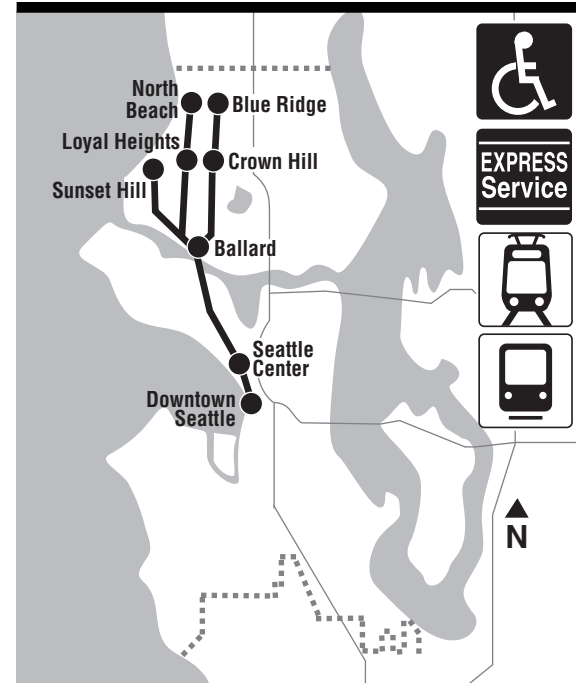 North
Beach
Blue Ridge
Loyal Heights
Crown Hill
Sunset Hill
Ballard
Seattle
Center
Downtown
Seattle
EXPRESS
Service
N